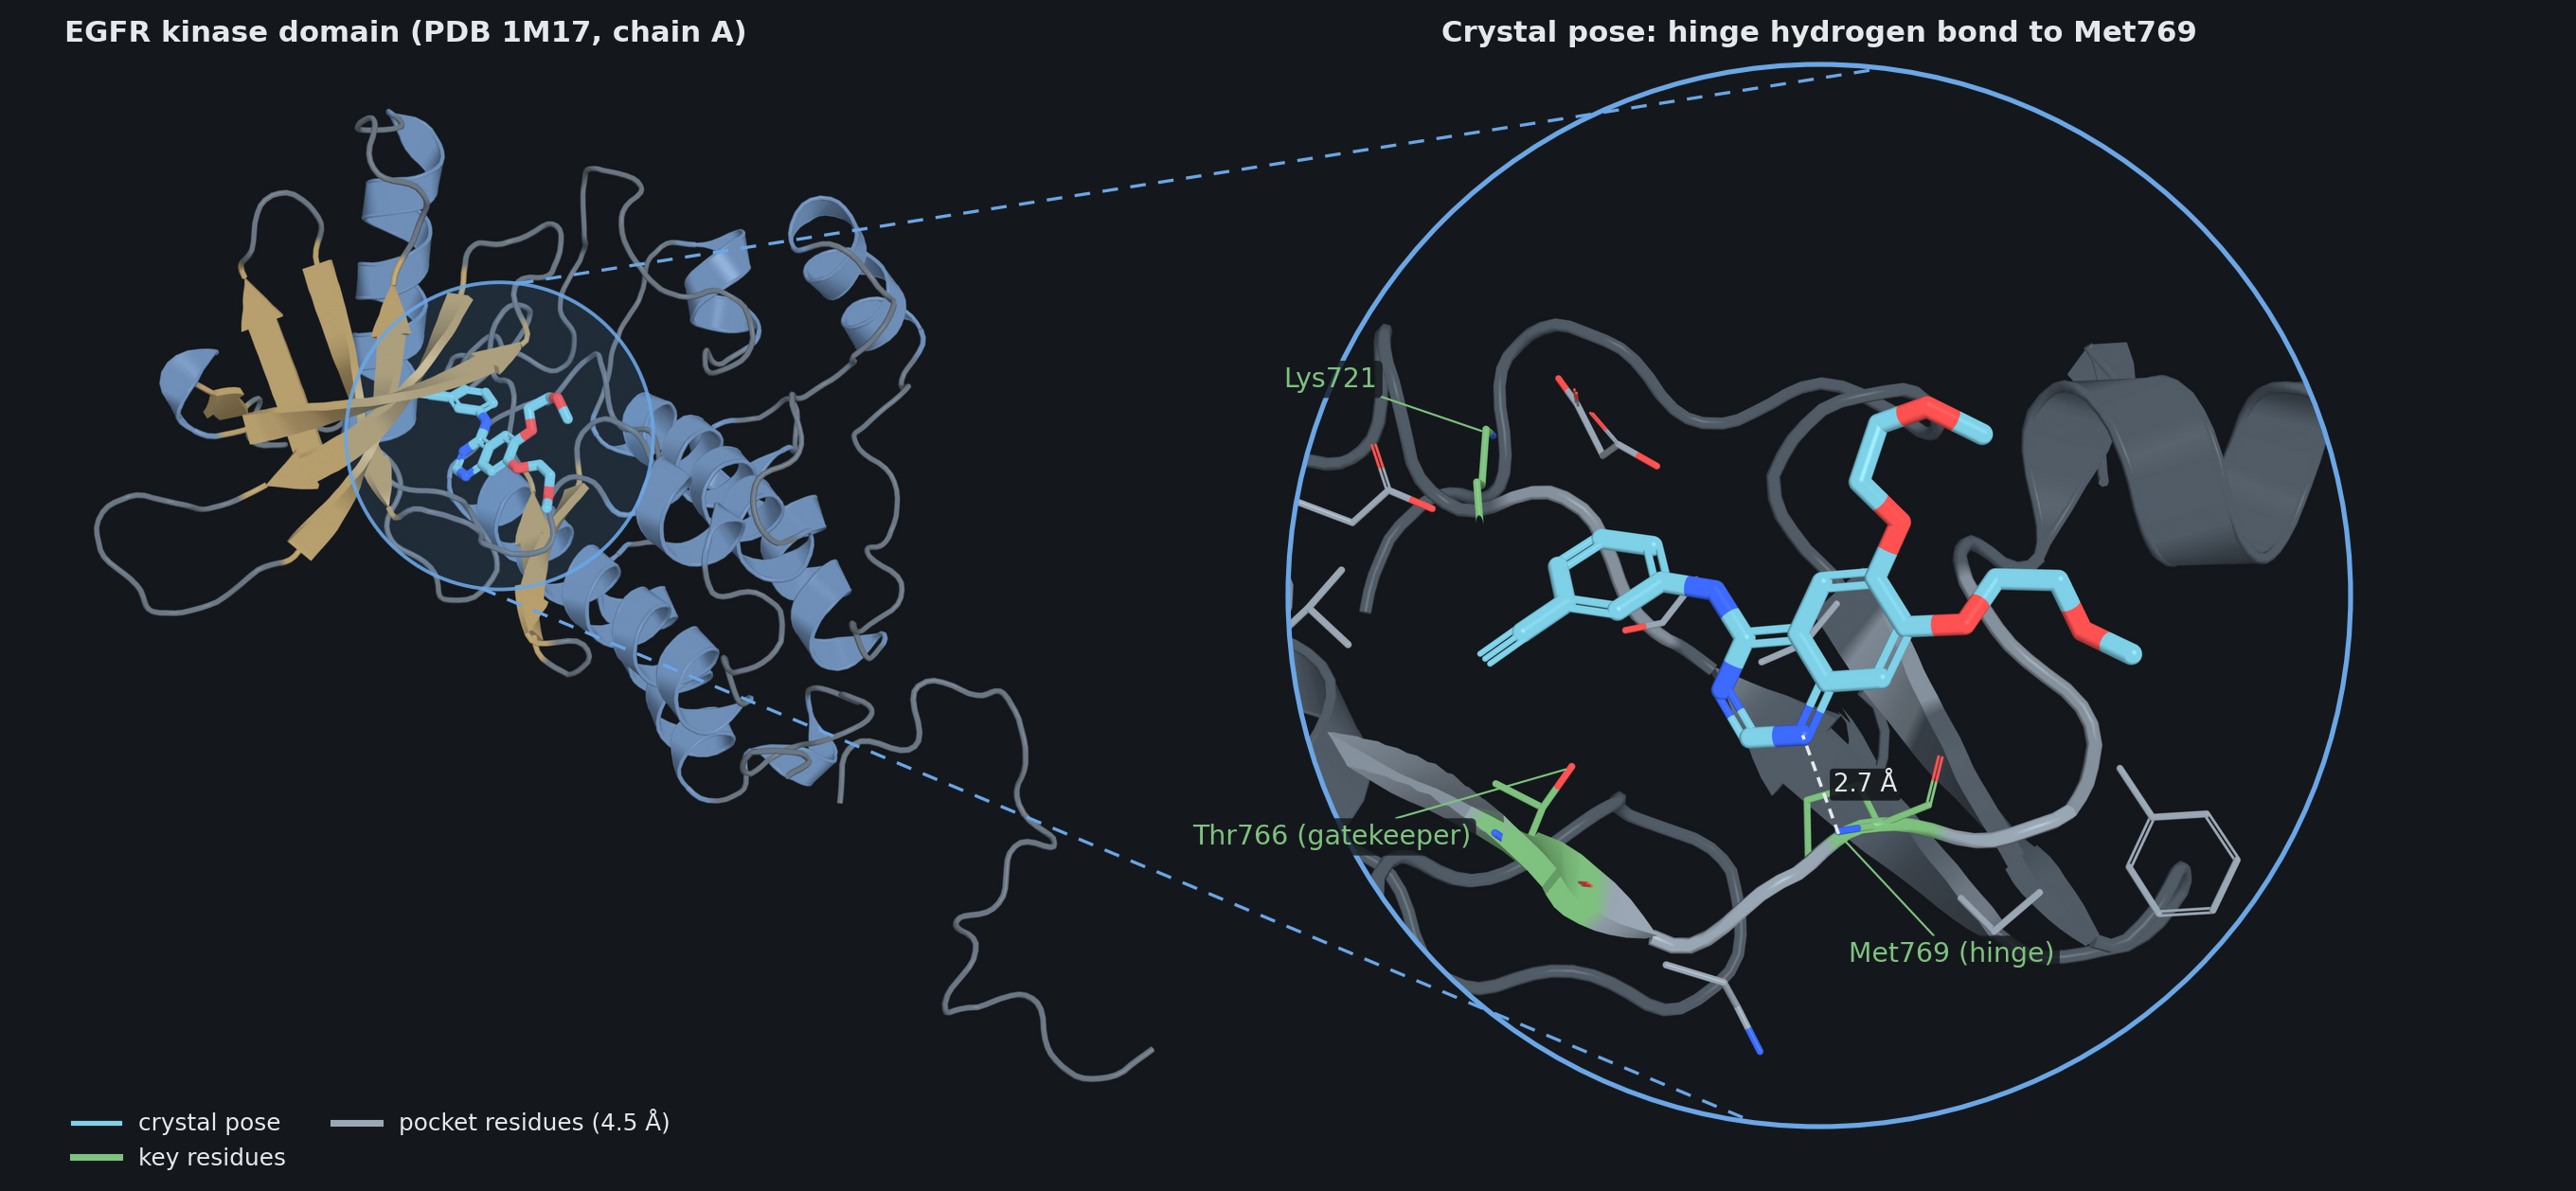 EGFR kinase domain (PDB 1M17, chain A)
Crystal pose: hinge hydrogen bond to Met769
Lys721
2.7 Å
Thr766 (gatekeeper)
Met769 (hinge)
crystal pose
pocket residues (4.5 Å)
key residues